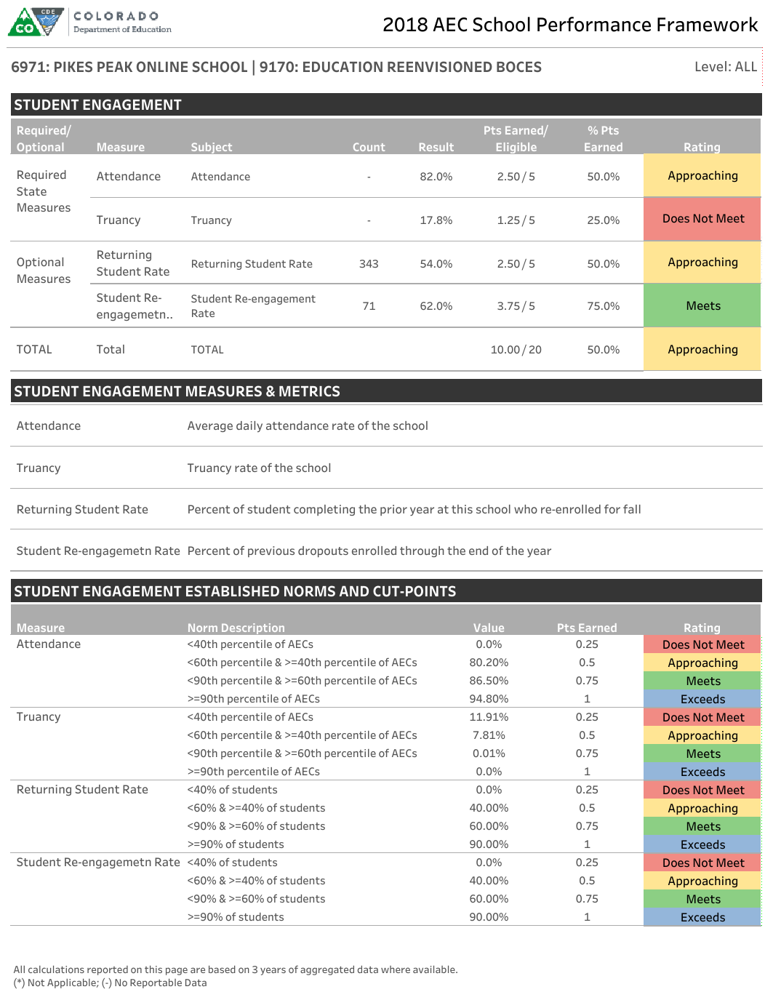 CDE
CO
COLORADO
Department of Education
2018 AEC School Performance Framework
6971: PIKES PEAK ONLINE SCHOOL | 9170: EDUCATION REENVISIONED BOCES
Level: ALL
STUDENT ENGAGEMENT
Required/ Optional Measure Subject Count Result Pts Earned/ Eligible % Pts Earned Rating
Required State Measures Attendance Attendance - 82.0% 2.50 / 5 50.0% Approaching
Truancy Truancy - 17.8% 1.25 / 5 25.0% Does Not Meet
Optional Measures Returning Student Rate Returning Student Rate 343 54.0% 2.50 / 5 50.0% Approaching
Student Re-engagemetn.. Student Re-engagement Rate 71 62.0% 3.75 / 5 75.0% Meets
TOTAL Total TOTAL 10.00 / 20 50.0% Approaching
STUDENT ENGAGEMENT MEASURES & METRICS
Attendance Average daily attendance rate of the school
Truancy Truancy rate of the school
Returning Student Rate Percent of student completing the prior year at this school who re-enrolled for fall
Student Re-engagemetn Rate Percent of previous dropouts enrolled through the end of the year
STUDENT ENGAGEMENT ESTABLISHED NORMS AND CUT-POINTS
Measure Norm Description Value Pts Earned Rating
Attendance <40th percentile of AECs 0.0% 0.25 Does Not Meet
<60th percentile & >=40th percentile of AECs 80.20% 0.5 Approaching
<90th percentile & >=60th percentile of AECs 86.50% 0.75 Meets
>=90th percentile of AECs 94.80% 1 Exceeds
Truancy <40th percentile of AECs 11.91% 0.25 Does Not Meet
<60th percentile & >=40th percentile of AECs 7.81% 0.5 Approaching
<90th percentile & >=60th percentile of AECs 0.01% 0.75 Meets
>=90th percentile of AECs 0.0% 1 Exceeds
Returning Student Rate <40% of students 0.0% 0.25 Does Not Meet
<60% & >=40% of students 40.00% 0.5 Approaching
<90% & >=60% of students 60.00% 0.75 Meets
>=90% of students 90.00% 1 Exceeds
Student Re-engagemetn Rate <40% of students 0.0% 0.25 Does Not Meet
<60% & >=40% of students 40.00% 0.5 Approaching
<90% & >=60% of students 60.00% 0.75 Meets
>=90% of students 90.00% 1 Exceeds
All calculations reported on this page are based on 3 years of aggregated data where available.
(*) Not Applicable; (-) No Reportable Data